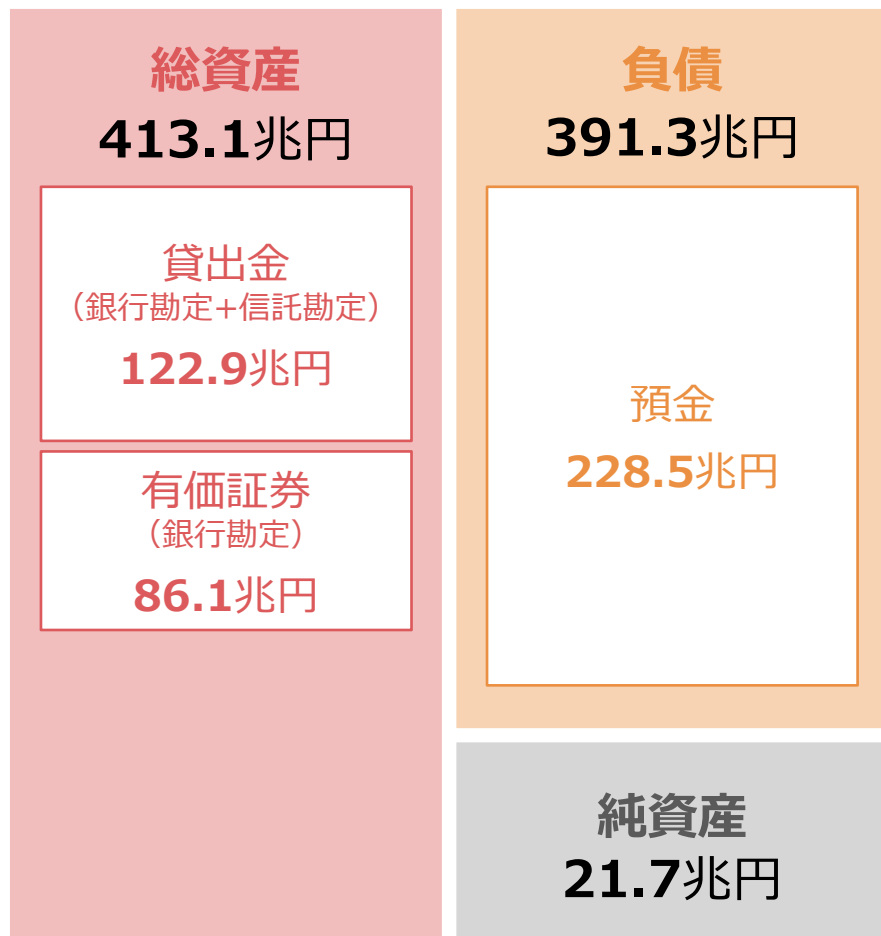 総資産
413.1兆円
貸出金
（銀行勘定+信託勘定）
122.9兆円
有価証券
（銀行勘定）
86.1兆円
負債
391.3兆円
預金
228.5兆円
純資産
21.7兆円